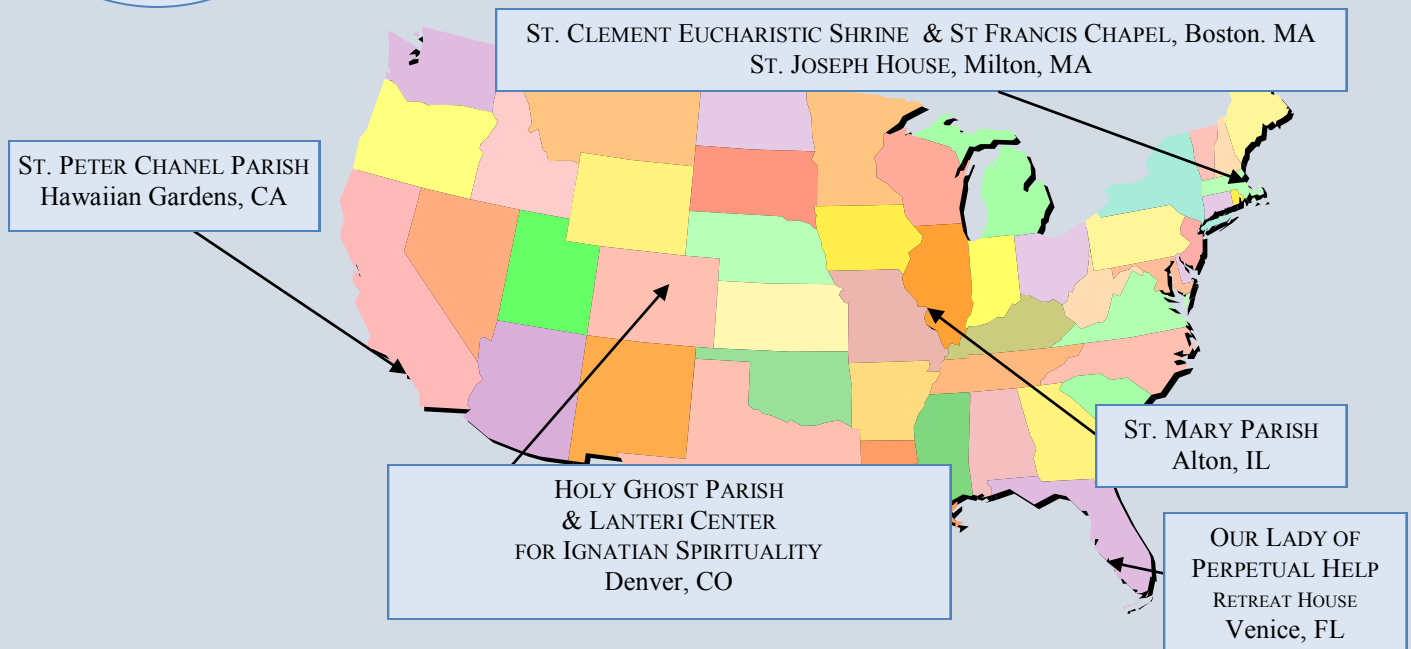 ST. CLEMENT EUCHARISTIC SHRINE & ST FRANCIS CHAPEL, Boston. MA
ST. JOSEPH HOUSE, Milton, MA
ST. PETER CHANEL PARISH
Hawaiian Gardens, CA
ST. MARY PARISH
Alton, IL
HOLY GHOST PARISH
& LANTERI CENTER
FOR IGNATIAN SPIRITUALITY
Denver, CO
OUR LADY OF
PERPETUAL HELP
RETREAT HOUSE
Venice, FL